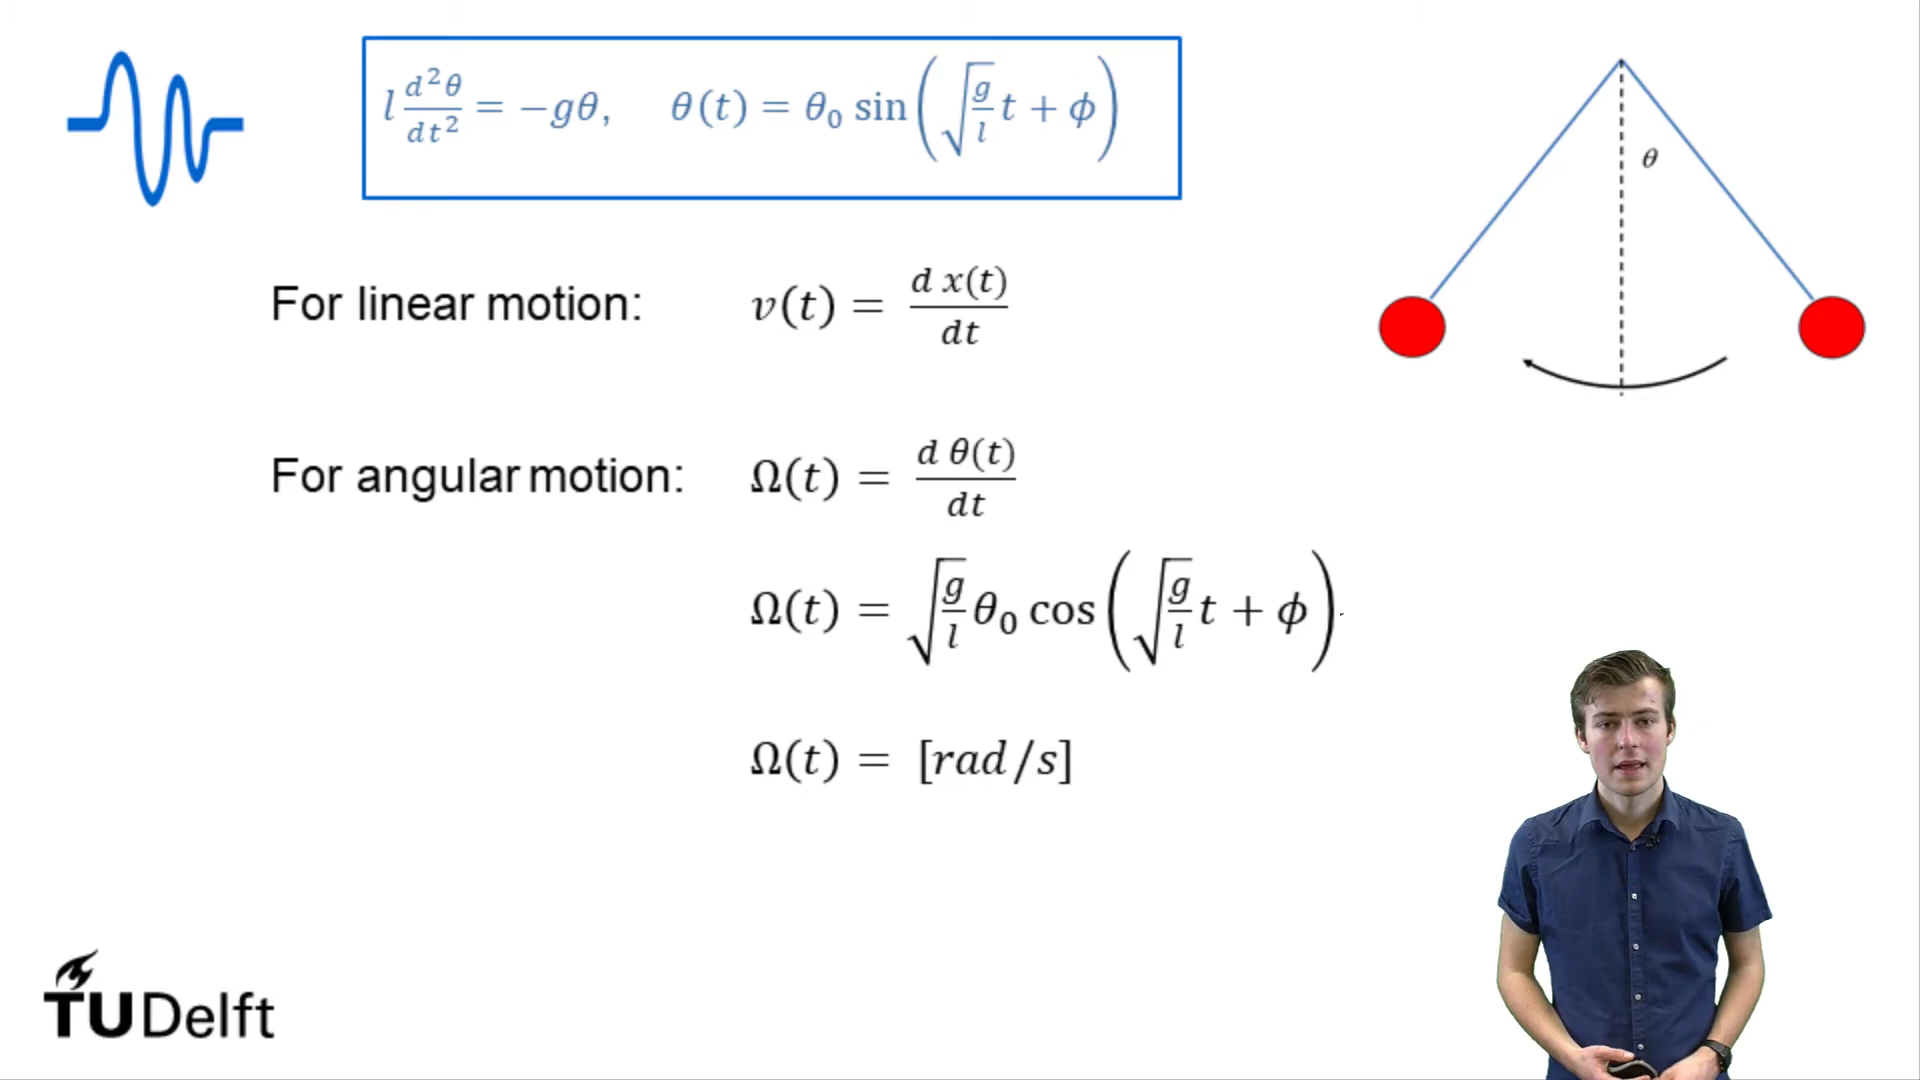 l d²θ/dt² = −gθ, θ(t) = θ₀ sin(√(g/l) t + ϕ)
θ
For linear motion: v(t) = d x(t)/dt
For angular motion: Ω(t) = d θ(t)/dt
Ω(t) = √(g/l) θ₀ cos(√(g/l) t + ϕ)
Ω(t) = [rad/s]
TUDelft